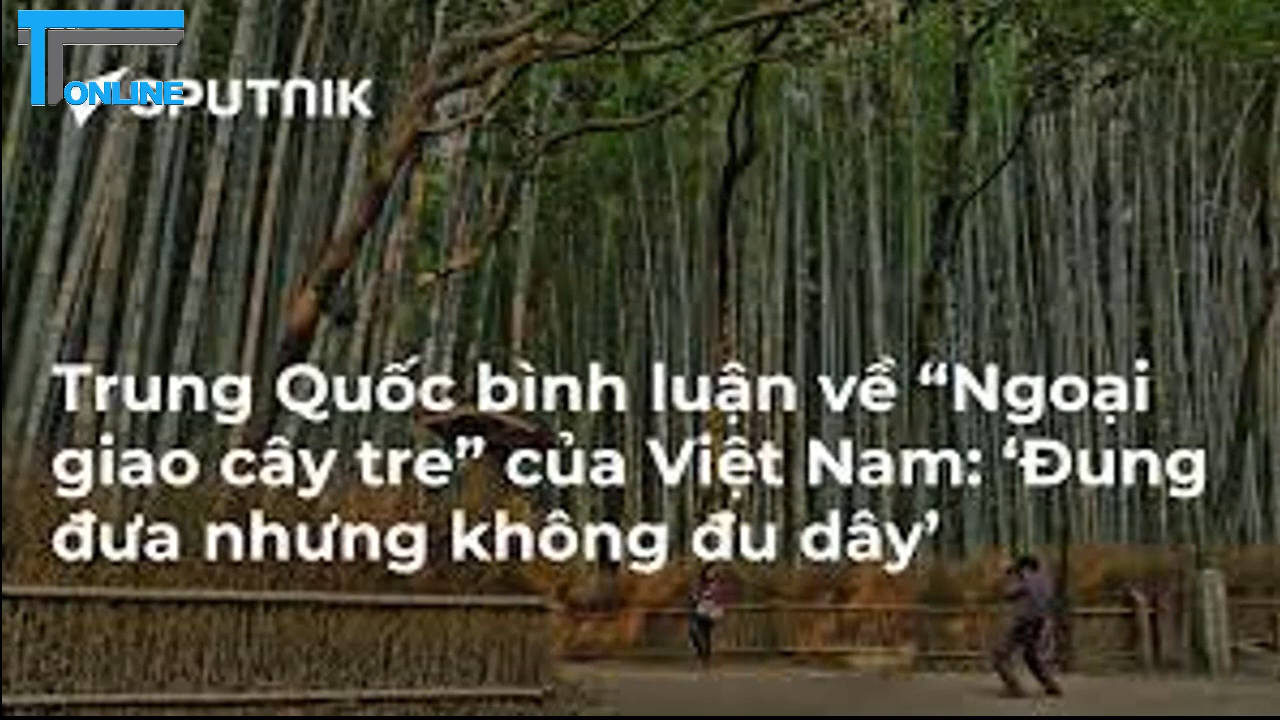 ONLINE
SPUTNIK
Trung Quốc bình luận về “Ngoại
giao cây tre” của Việt Nam: ‘Đung
đưa nhưng không đu dây’